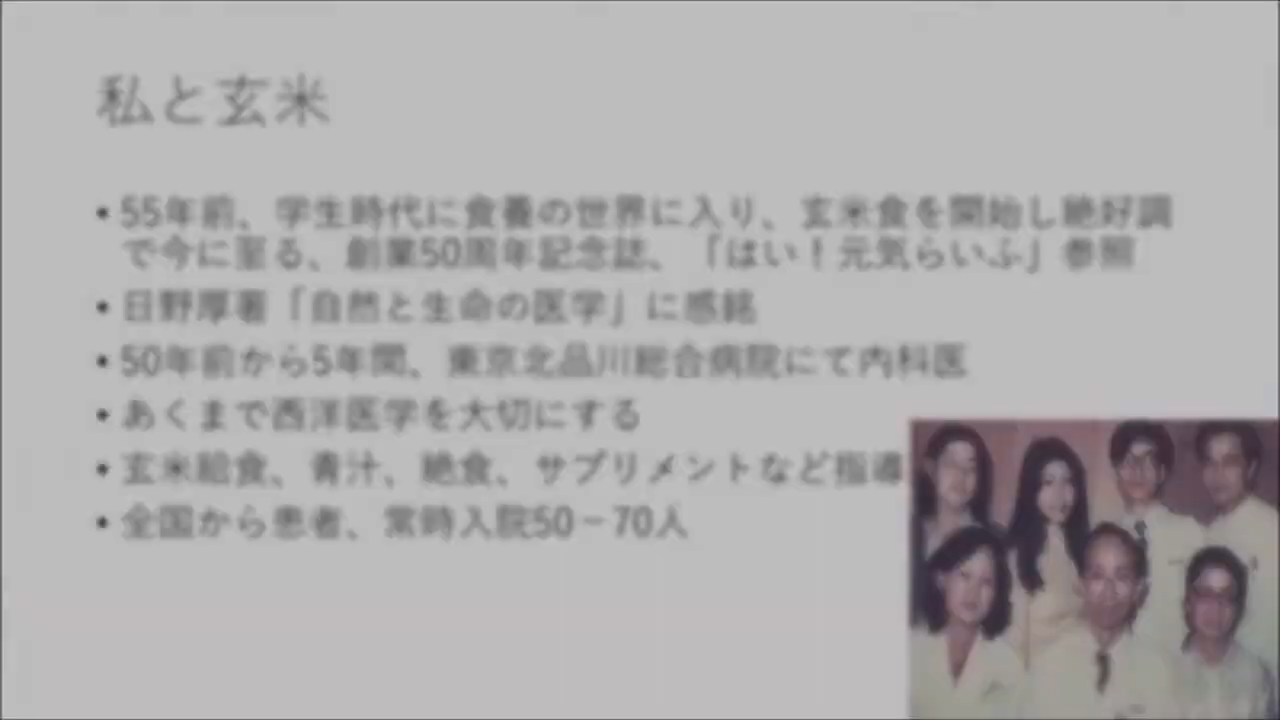 私と玄米
• 55年前、学生時代に食養の世界に入り、玄米食を開始し絶好調
で今に至る、創業50周年記念誌、「はい！元気らいふ」参照
• 日野厚著「自然と生命の医学」に感銘
• 50年前から5年間、東京北品川総合病院にて内科医
• あくまで西洋医学を大切にする
• 玄米給食、青汁、絶食、サプリメントなど指導
• 全国から患者、常時入院50－70人